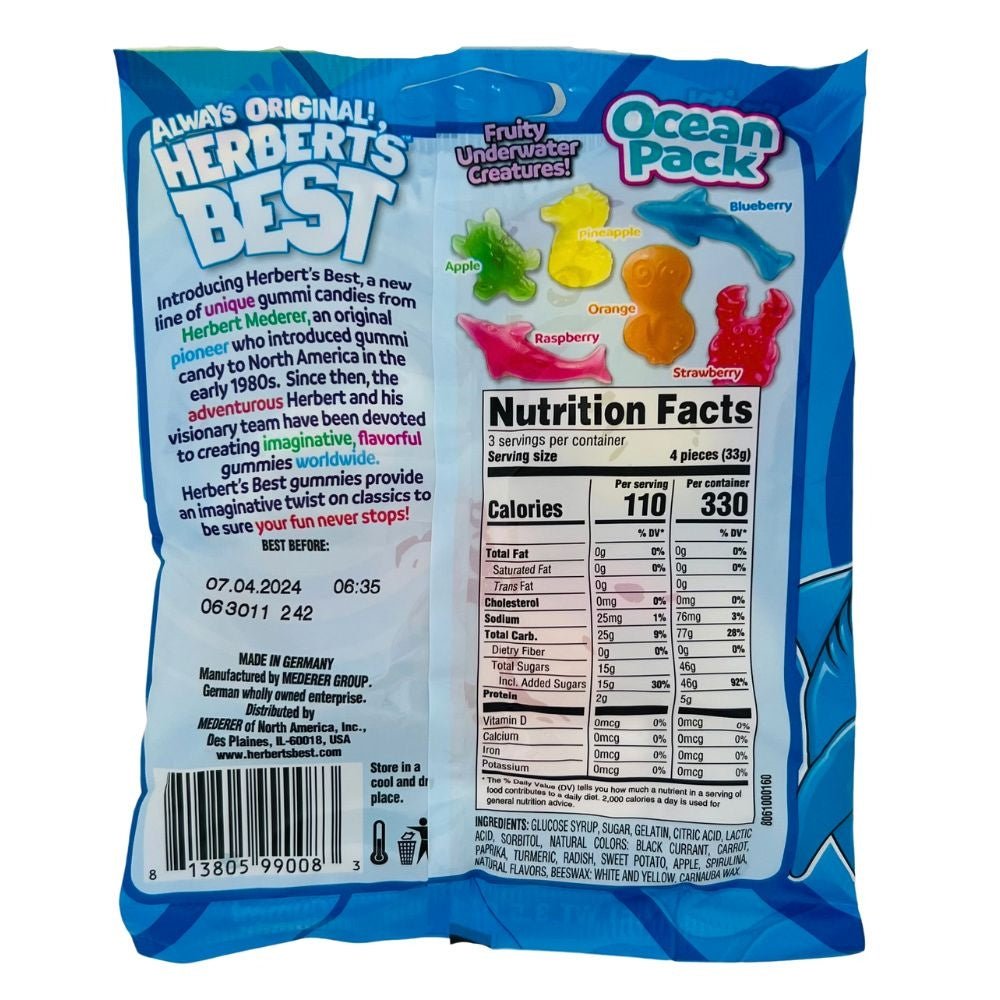 ALWAYS ORIGINAL!
HERBERT'S™
BEST
Introducing Herbert's Best, a new
line of unique gummi candies from
Herbert Mederer, an original
pioneer who introduced gummi
candy to North America in the
early 1980s. Since then, the
adventurous Herbert and his
visionary team have been devoted
to creating imaginative, flavorful
gummies worldwide.
Herbert's Best gummies provide
an imaginative twist on classics to
be sure your fun never stops!
BEST BEFORE:
07.04.2024 06:35
063011 242
MADE IN GERMANY
Manufactured by MEDERER GROUP.
German wholly owned enterprise.
Distributed by
MEDERER of North America, Inc.,
Des Plaines, IL-60018, USA
www.herbertsbest.com
Store in a
cool and dr
place.
8 13805 99008 3
Fruity
Underwater
Creatures!
Ocean
Pack™
Blueberry
Pineapple
Apple
Orange
Raspberry
Strawberry
Nutrition Facts
3 servings per container
Serving size 4 pieces (33g)
Per serving Per container
Calories 110 330
% DV* % DV*
Total Fat 0g 0% 0g 0%
Saturated Fat 0g 0% 0g 0%
Trans Fat 0g 0g
Cholesterol 0mg 0% 0mg 0%
Sodium 25mg 1% 76mg 3%
Total Carb. 25g 9% 77g 28%
Dietry Fiber 0g 0% 0g 0%
Total Sugars 15g 46g
Incl. Added Sugars 15g 30% 46g 92%
Protein 2g 5g
Vitamin D 0mcg 0% 0mcg 0%
Calcium 0mcg 0% 0mcg 0%
Iron 0mcg 0% 0mcg 0%
Potassium 0mcg 0% 0mcg 0%
* The % Daily Value (DV) tells you how much a nutrient in a serving of
food contributes to a daily diet. 2,000 calories a day is used for
general nutrition advice.
8061000160
INGREDIENTS: GLUCOSE SYRUP, SUGAR, GELATIN, CITRIC ACID, LACTIC
ACID, SORBITOL, NATURAL COLORS: BLACK CURRANT, CARROT,
PAPRIKA, TURMERIC, RADISH, SWEET POTATO, APPLE, SPIRULINA,
NATURAL FLAVORS, BEESWAX: WHITE AND YELLOW, CARNAUBA WAX.